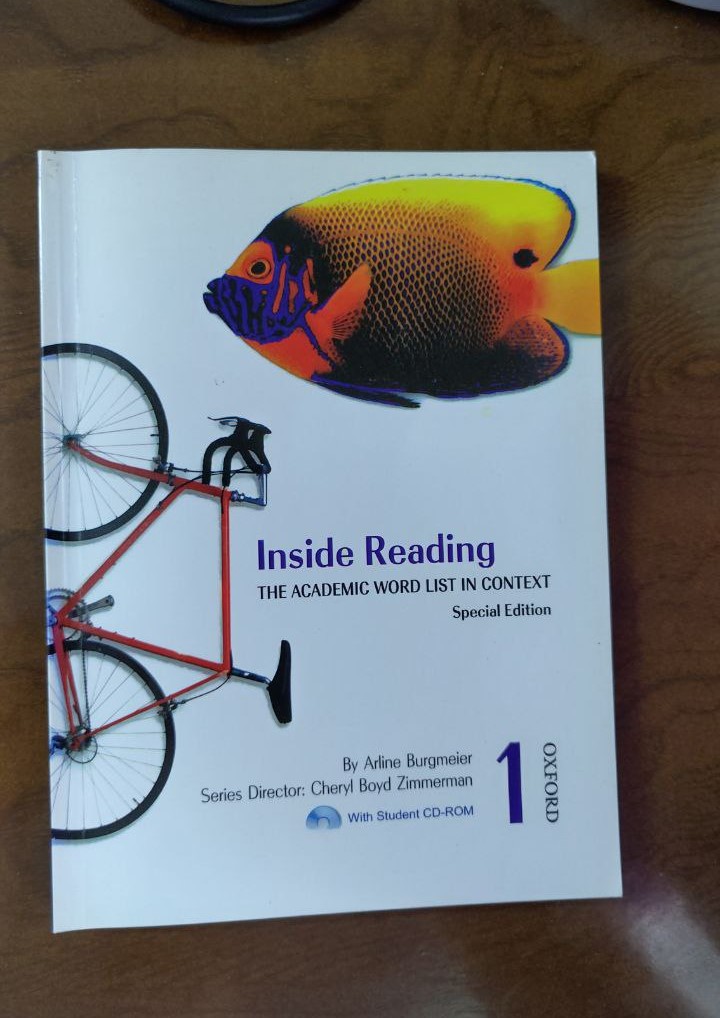 Inside Reading
THE ACADEMIC WORD LIST IN CONTEXT
Special Edition
By Arline Burgmeier
Series Director: Cheryl Boyd Zimmerman
With Student CD-ROM
1
OXFORD